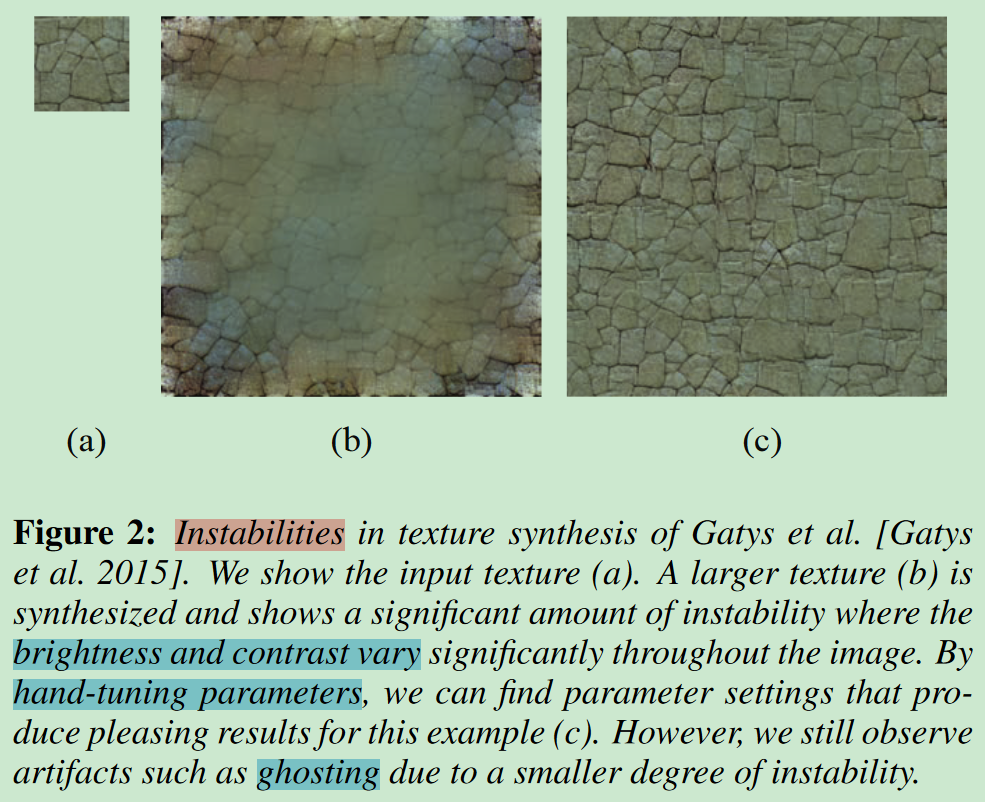 (a)
(b)
(c)
Figure 2: Instabilities in texture synthesis of Gatys et al. [Gatys
et al. 2015]. We show the input texture (a). A larger texture (b) is
synthesized and shows a significant amount of instability where the
brightness and contrast vary significantly throughout the image. By
hand-tuning parameters, we can find parameter settings that pro-
duce pleasing results for this example (c). However, we still observe
artifacts such as ghosting due to a smaller degree of instability.